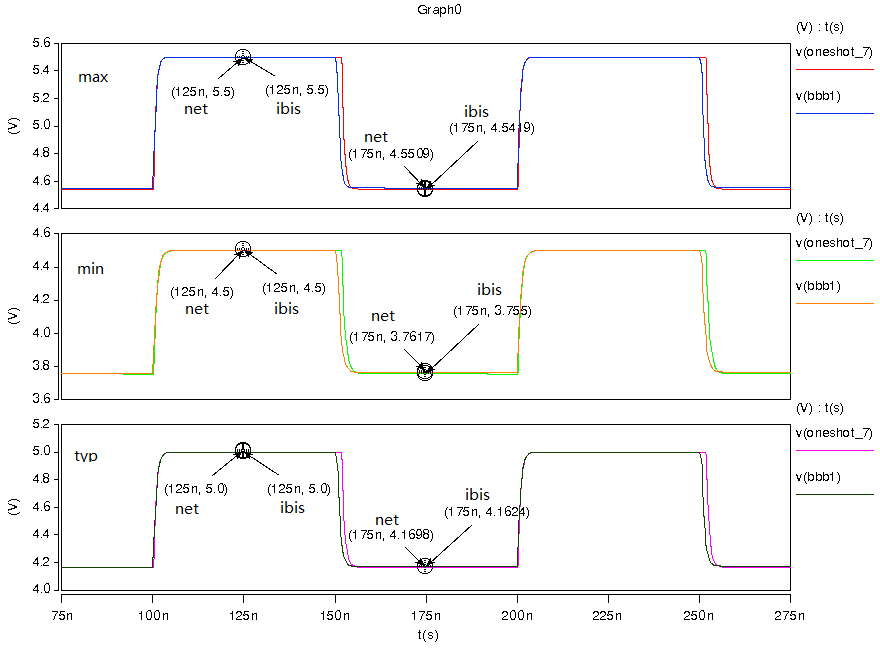 Graph0
(V) : t(s)
v(oneshot_7)
v(bbb1)
5.6
5.4
5.2
5.0
4.8
4.6
4.4
(V)
max
(125n, 5.5)
net
(125n, 5.5)
ibis
net
(175n, 4.5509)
ibis
(175n, 4.5419)
(V) : t(s)
v(oneshot_7)
v(bbb1)
4.6
4.4
4.2
4.0
3.8
3.6
(V)
min
(125n, 4.5)
net
(125n, 4.5)
ibis
net
(175n, 3.7617)
ibis
(175n, 3.755)
(V) : t(s)
v(oneshot_7)
v(bbb1)
5.2
5.0
4.8
4.6
4.4
4.2
4.0
(V)
typ
(125n, 5.0)
net
(125n, 5.0)
ibis
net
(175n, 4.1698)
ibis
(175n, 4.1624)
75n 100n 125n 150n 175n 200n 225n 250n 275n
t(s)